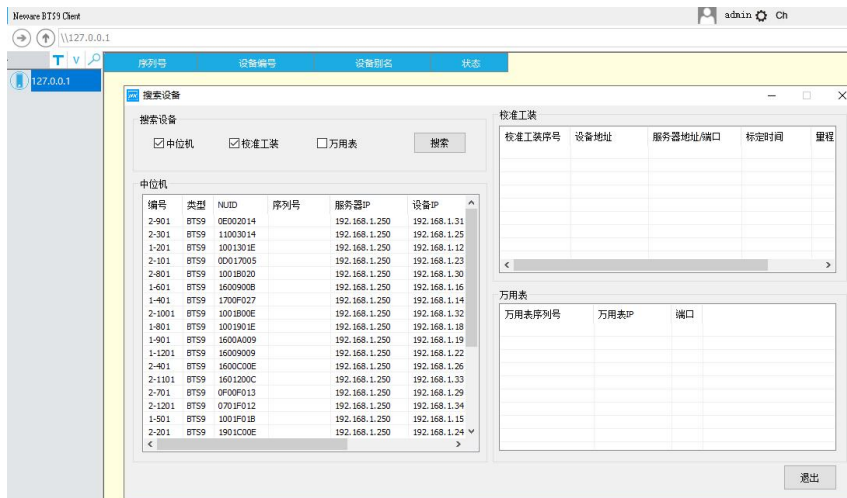 Neware BTS9 Client
admin
Ch
\\127.0.0.1
T V
127.0.0.1
序列号 设备编号 设备别名 状态
搜索设备
搜索设备
中位机 校准工装 万用表 搜索
中位机
编号 类型 NUID 序列号 服务器IP 设备IP
2-901 BTS9 0E002014 192.168.1.250 192.168.1.31
2-301 BTS9 11003014 192.168.1.250 192.168.1.25
1-201 BTS9 1001301E 192.168.1.250 192.168.1.12
2-101 BTS9 0D017005 192.168.1.250 192.168.1.23
2-801 BTS9 1001B020 192.168.1.250 192.168.1.30
1-601 BTS9 1600900B 192.168.1.250 192.168.1.16
1-401 BTS9 1700F027 192.168.1.250 192.168.1.14
2-1001 BTS9 1001B00E 192.168.1.250 192.168.1.32
1-801 BTS9 1001901E 192.168.1.250 192.168.1.18
1-901 BTS9 1600A009 192.168.1.250 192.168.1.19
1-1201 BTS9 16009009 192.168.1.250 192.168.1.22
2-401 BTS9 1600C00E 192.168.1.250 192.168.1.26
2-1101 BTS9 1601200C 192.168.1.250 192.168.1.33
2-701 BTS9 0F00F013 192.168.1.250 192.168.1.29
2-1201 BTS9 0701F012 192.168.1.250 192.168.1.34
1-501 BTS9 1001F01B 192.168.1.250 192.168.1.15
2-201 BTS9 1901C00E 192.168.1.250 192.168.1.24
校准工装
校准工装序号 设备地址 服务器地址/端口 标定时间 量程
万用表
万用表序列号 万用表IP 端口
退出